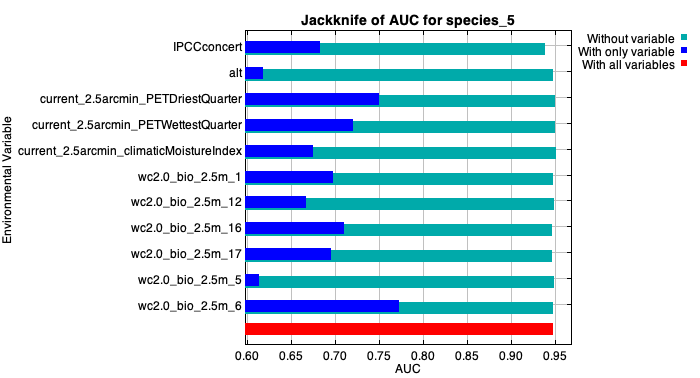 Jackknife of AUC for species_5
Without variable
With only variable
With all variables
Environmental Variable
IPCCconcert
alt
current_2.5arcmin_PETDriestQuarter
current_2.5arcmin_PETWettestQuarter
current_2.5arcmin_climaticMoistureIndex
wc2.0_bio_2.5m_1
wc2.0_bio_2.5m_12
wc2.0_bio_2.5m_16
wc2.0_bio_2.5m_17
wc2.0_bio_2.5m_5
wc2.0_bio_2.5m_6
0.60 0.65 0.70 0.75 0.80 0.85 0.90 0.95
AUC